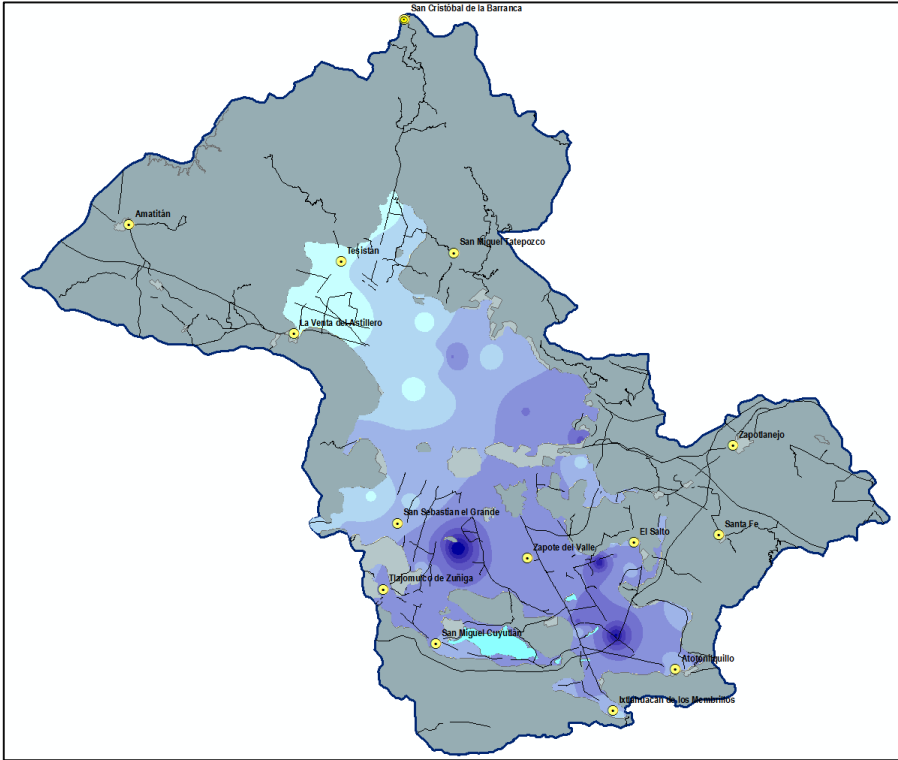 San Cristóbal de la Barranca
Amatitán
San Miguel Tatepozco
Tesistán
La Venta del Astillero
Zapotlanejo
San Sebastián el Grande
Santa Fe
El Salto
Zapote del Valle
Tlajomulco de Zuñiga
San Miguel Cuyutlán
Atotonilquillo
Ixtlahuacán de los Membrillos